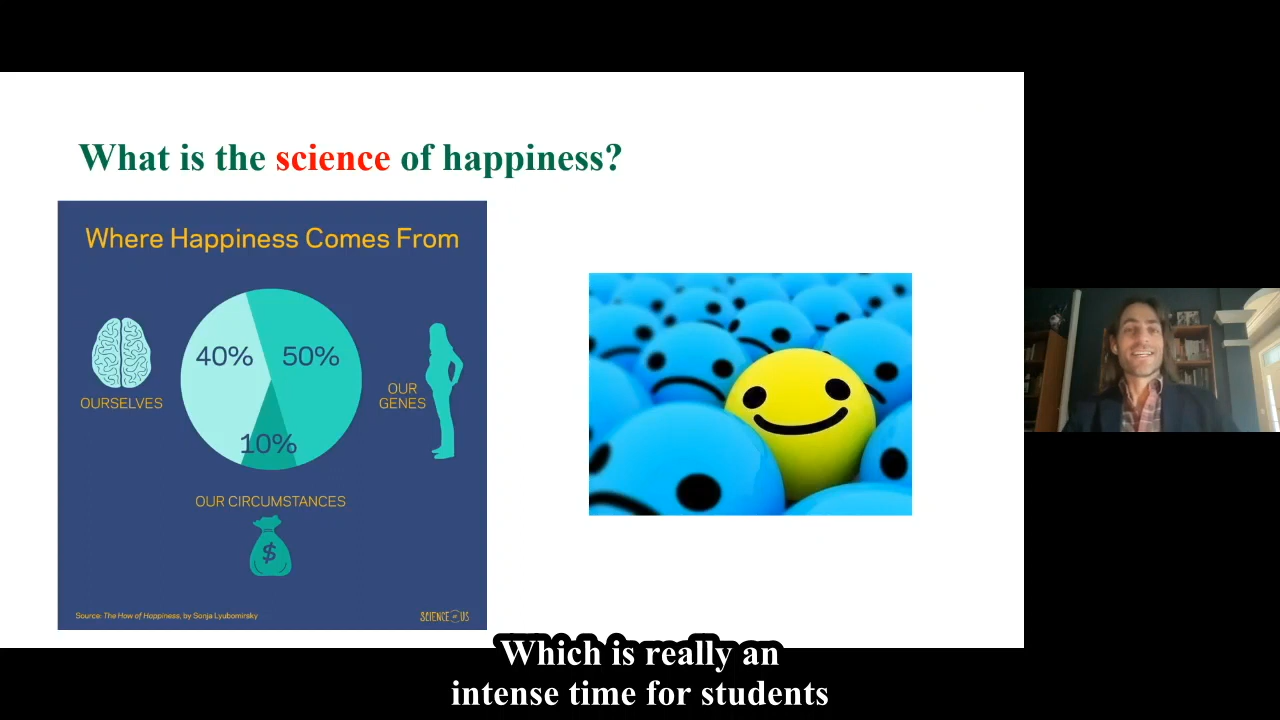 What is the science of happiness?
Where Happiness Comes From
40%
50%
10%
OURSELVES
OUR
GENES
OUR CIRCUMSTANCES
$
Source: The How of Happiness, by Sonja Lyubomirsky
SCIENCE OF US
Which is really an
intense time for students